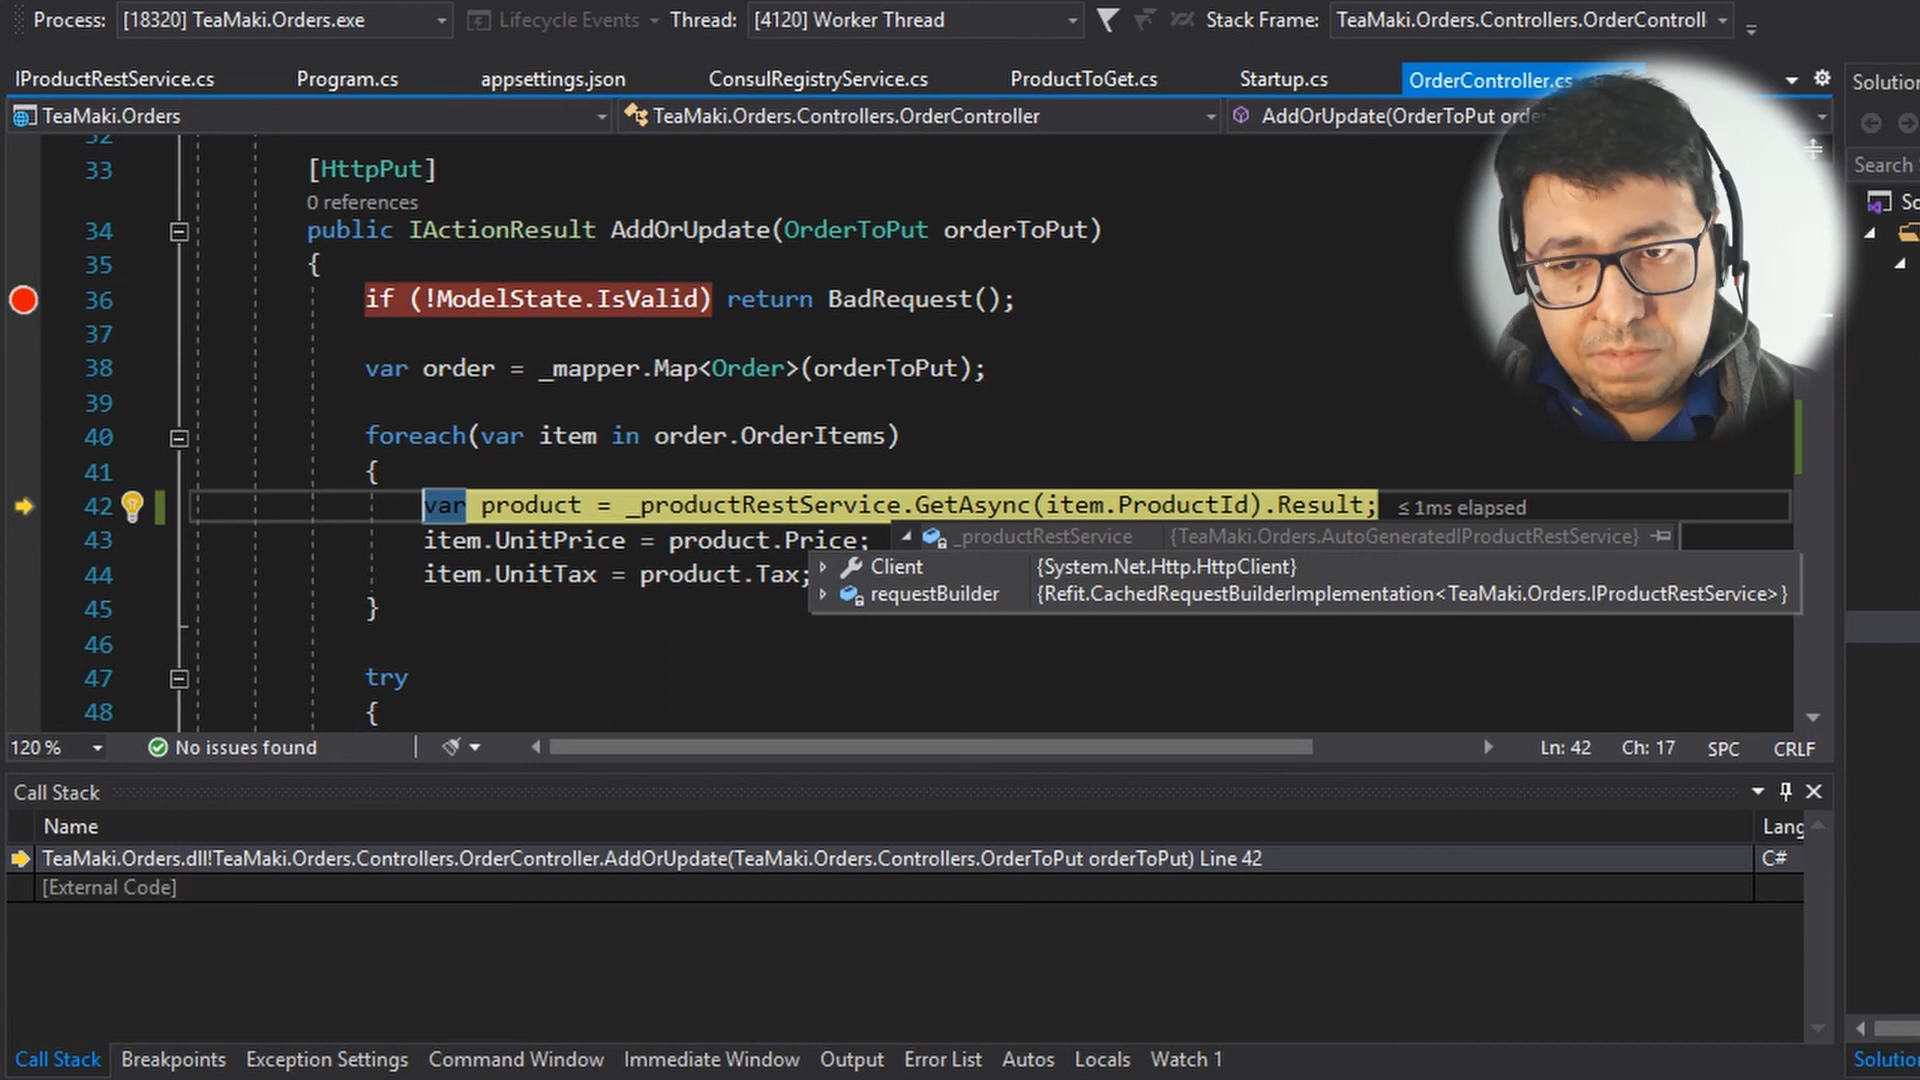 Process: [18320] TeaMaki.Orders.exe Lifecycle Events Thread: [4120] Worker Thread Stack Frame: TeaMaki.Orders.Controllers.OrderControll
IProductRestService.cs Program.cs appsettings.json ConsulRegistryService.cs ProductToGet.cs Startup.cs OrderController.cs Solution
TeaMaki.Orders TeaMaki.Orders.Controllers.OrderController AddOrUpdate(OrderToPut orde
Search
32
33 [HttpPut]
0 references
34 public IActionResult AddOrUpdate(OrderToPut orderToPut)
35 {
36 if (!ModelState.IsValid) return BadRequest();
37
38 var order = _mapper.Map<Order>(orderToPut);
39
40 foreach(var item in order.OrderItems)
41 {
42 var product = _productRestService.GetAsync(item.ProductId).Result; ≤ 1ms elapsed
43 item.UnitPrice = product.Price; _productRestService {TeaMaki.Orders.AutoGeneratedIProductRestService}
Client {System.Net.Http.HttpClient}
44 item.UnitTax = product.Tax;
requestBuilder {Refit.CachedRequestBuilderImplementation<TeaMaki.Orders.IProductRestService>}
45 }
46
47 try
48 {
120 % No issues found Ln: 42 Ch: 17 SPC CRLF
Call Stack
Name Lang
TeaMaki.Orders.dll!TeaMaki.Orders.Controllers.OrderController.AddOrUpdate(TeaMaki.Orders.Controllers.OrderToPut orderToPut) Line 42 C#
[External Code]
Call Stack Breakpoints Exception Settings Command Window Immediate Window Output Error List Autos Locals Watch 1 Solutio